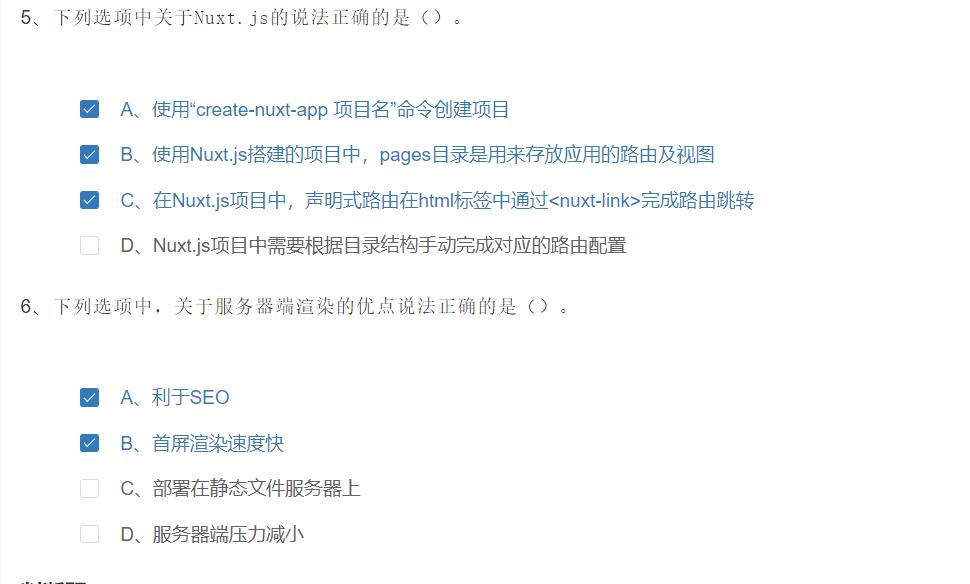 5、下列选项中关于Nuxt.js的说法正确的是（）。
A、使用“create-nuxt-app 项目名”命令创建项目
B、使用Nuxt.js搭建的项目中，pages目录是用来存放应用的路由及视图
C、在Nuxt.js项目中，声明式路由在html标签中通过<nuxt-link>完成路由跳转
D、Nuxt.js项目中需要根据目录结构手动完成对应的路由配置
6、下列选项中，关于服务器端渲染的优点说法正确的是（）。
A、利于SEO
B、首屏渲染速度快
C、部署在静态文件服务器上
D、服务器端压力减小